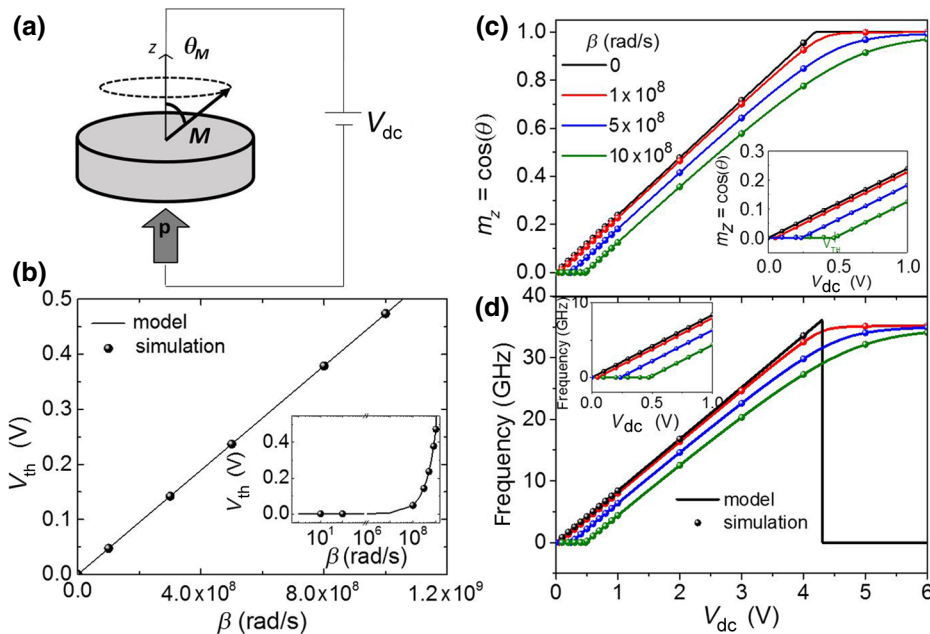 (a)
z
θM
M
p
Vdc
(b)
Vth (V)
0.5
0.4
0.3
0.2
0.1
0.0
model
simulation
Vth (V)
0.4
0.2
0.0
10¹ 10⁶ 10⁸
β (rad/s)
0.0 4.0x10⁸ 8.0x10⁸ 1.2x10⁹
β (rad/s)
(c)
mz = cos(θ)
1.0
0.8
0.6
0.4
0.2
0.0
β (rad/s)
0
1 x 10⁸
5 x 10⁸
10 x 10⁸
mz = cos(θ)
0.3
0.2
0.1
0.0
VTH
0.0 0.5 1.0
Vdc (V)
(d)
Frequency (GHz)
40
30
20
10
0
Frequency (GHz)
10
5
0
0.0 0.5 1.0
Vdc (V)
model
simulation
0 1 2 3 4 5 6
Vdc (V)